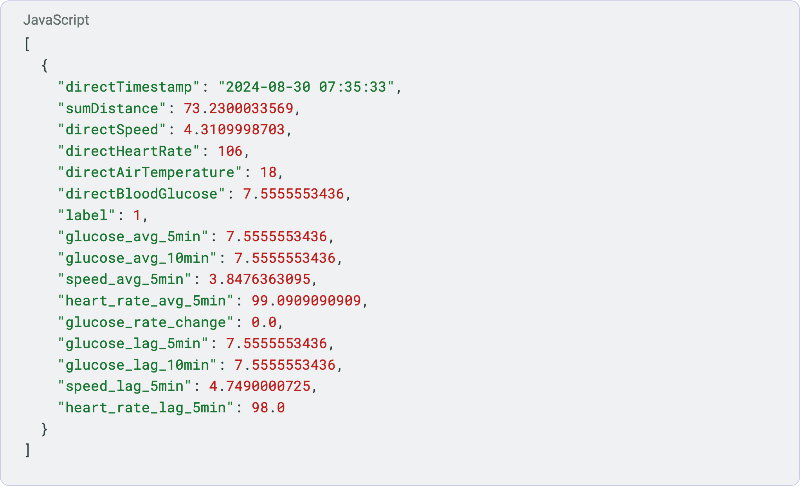 JavaScript
[
  {
    "directTimestamp": "2024-08-30 07:35:33",
    "sumDistance": 73.2300033569,
    "directSpeed": 4.3109998703,
    "directHeartRate": 106,
    "directAirTemperature": 18,
    "directBloodGlucose": 7.5555553436,
    "label": 1,
    "glucose_avg_5min": 7.5555553436,
    "glucose_avg_10min": 7.5555553436,
    "speed_avg_5min": 3.8476363095,
    "heart_rate_avg_5min": 99.0909090909,
    "glucose_rate_change": 0.0,
    "glucose_lag_5min": 7.5555553436,
    "glucose_lag_10min": 7.5555553436,
    "speed_lag_5min": 4.7490000725,
    "heart_rate_lag_5min": 98.0
  }
]